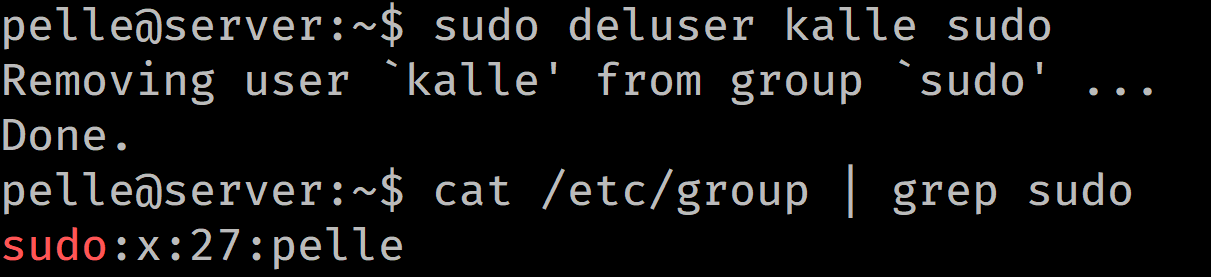 pelle@server:~$ sudo deluser kalle sudo
Removing user `kalle' from group `sudo' ...
Done.
pelle@server:~$ cat /etc/group | grep sudo
sudo:x:27:pelle